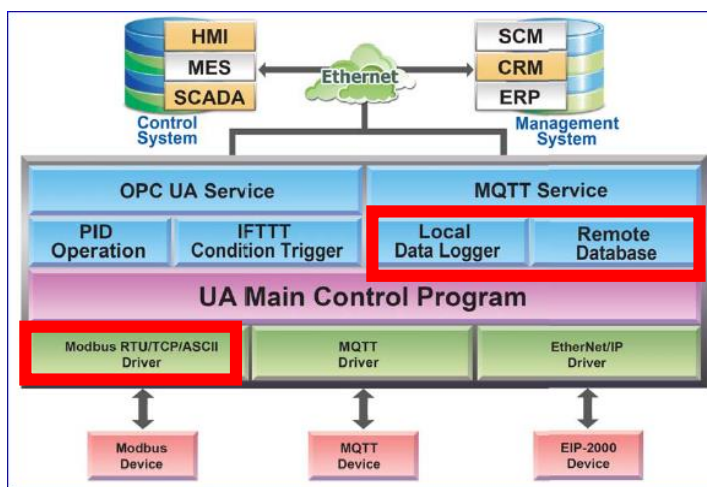 HMI
MES
SCADA
Control
System
Ethernet
SCM
CRM
ERP
Management
System
OPC UA Service
MQTT Service
PID
Operation
IFTTT
Condition Trigger
Local
Data Logger
Remote
Database
UA Main Control Program
Modbus RTU/TCP/ASCII
Driver
MQTT
Driver
EtherNet/IP
Driver
Modbus
Device
MQTT
Device
EIP-2000
Device